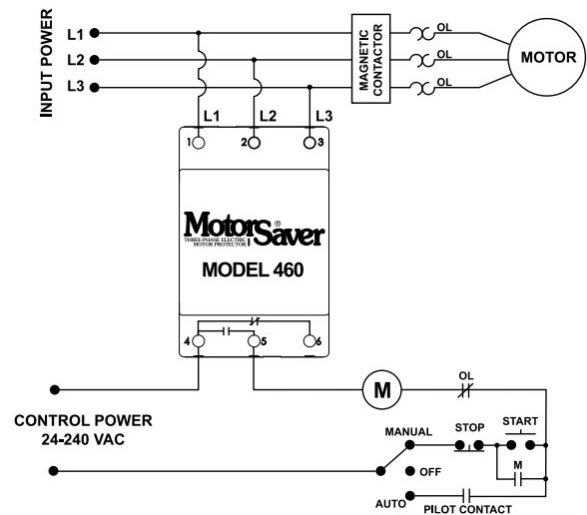 INPUT POWER
L1
L2
L3
MAGNETIC
CONTACTOR
OL
OL
OL
MOTOR
L1
L2
L3
1
2
3
MotorSaver®
THREE-PHASE ELECTRIC
MOTOR PROTECTOR
MODEL 460
4
5
6
M
OL
CONTROL POWER
24-240 VAC
MANUAL
STOP
START
M
OFF
AUTO
PILOT CONTACT